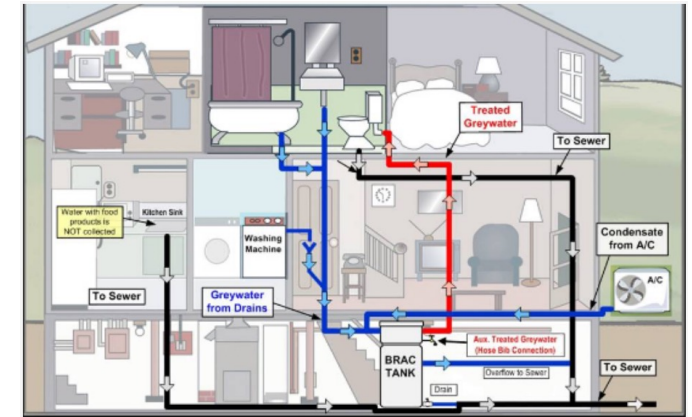 Treated
Greywater
To Sewer
Water with food
products is
NOT collected
Kitchen Sink
Washing
Machine
Condensate
from A/C
A/C
To Sewer
Greywater
from Drains
Aux. Treated Greywater
(Hose Bib Connection)
BRAC
TANK
Overflow to Sewer
To Sewer
Drain